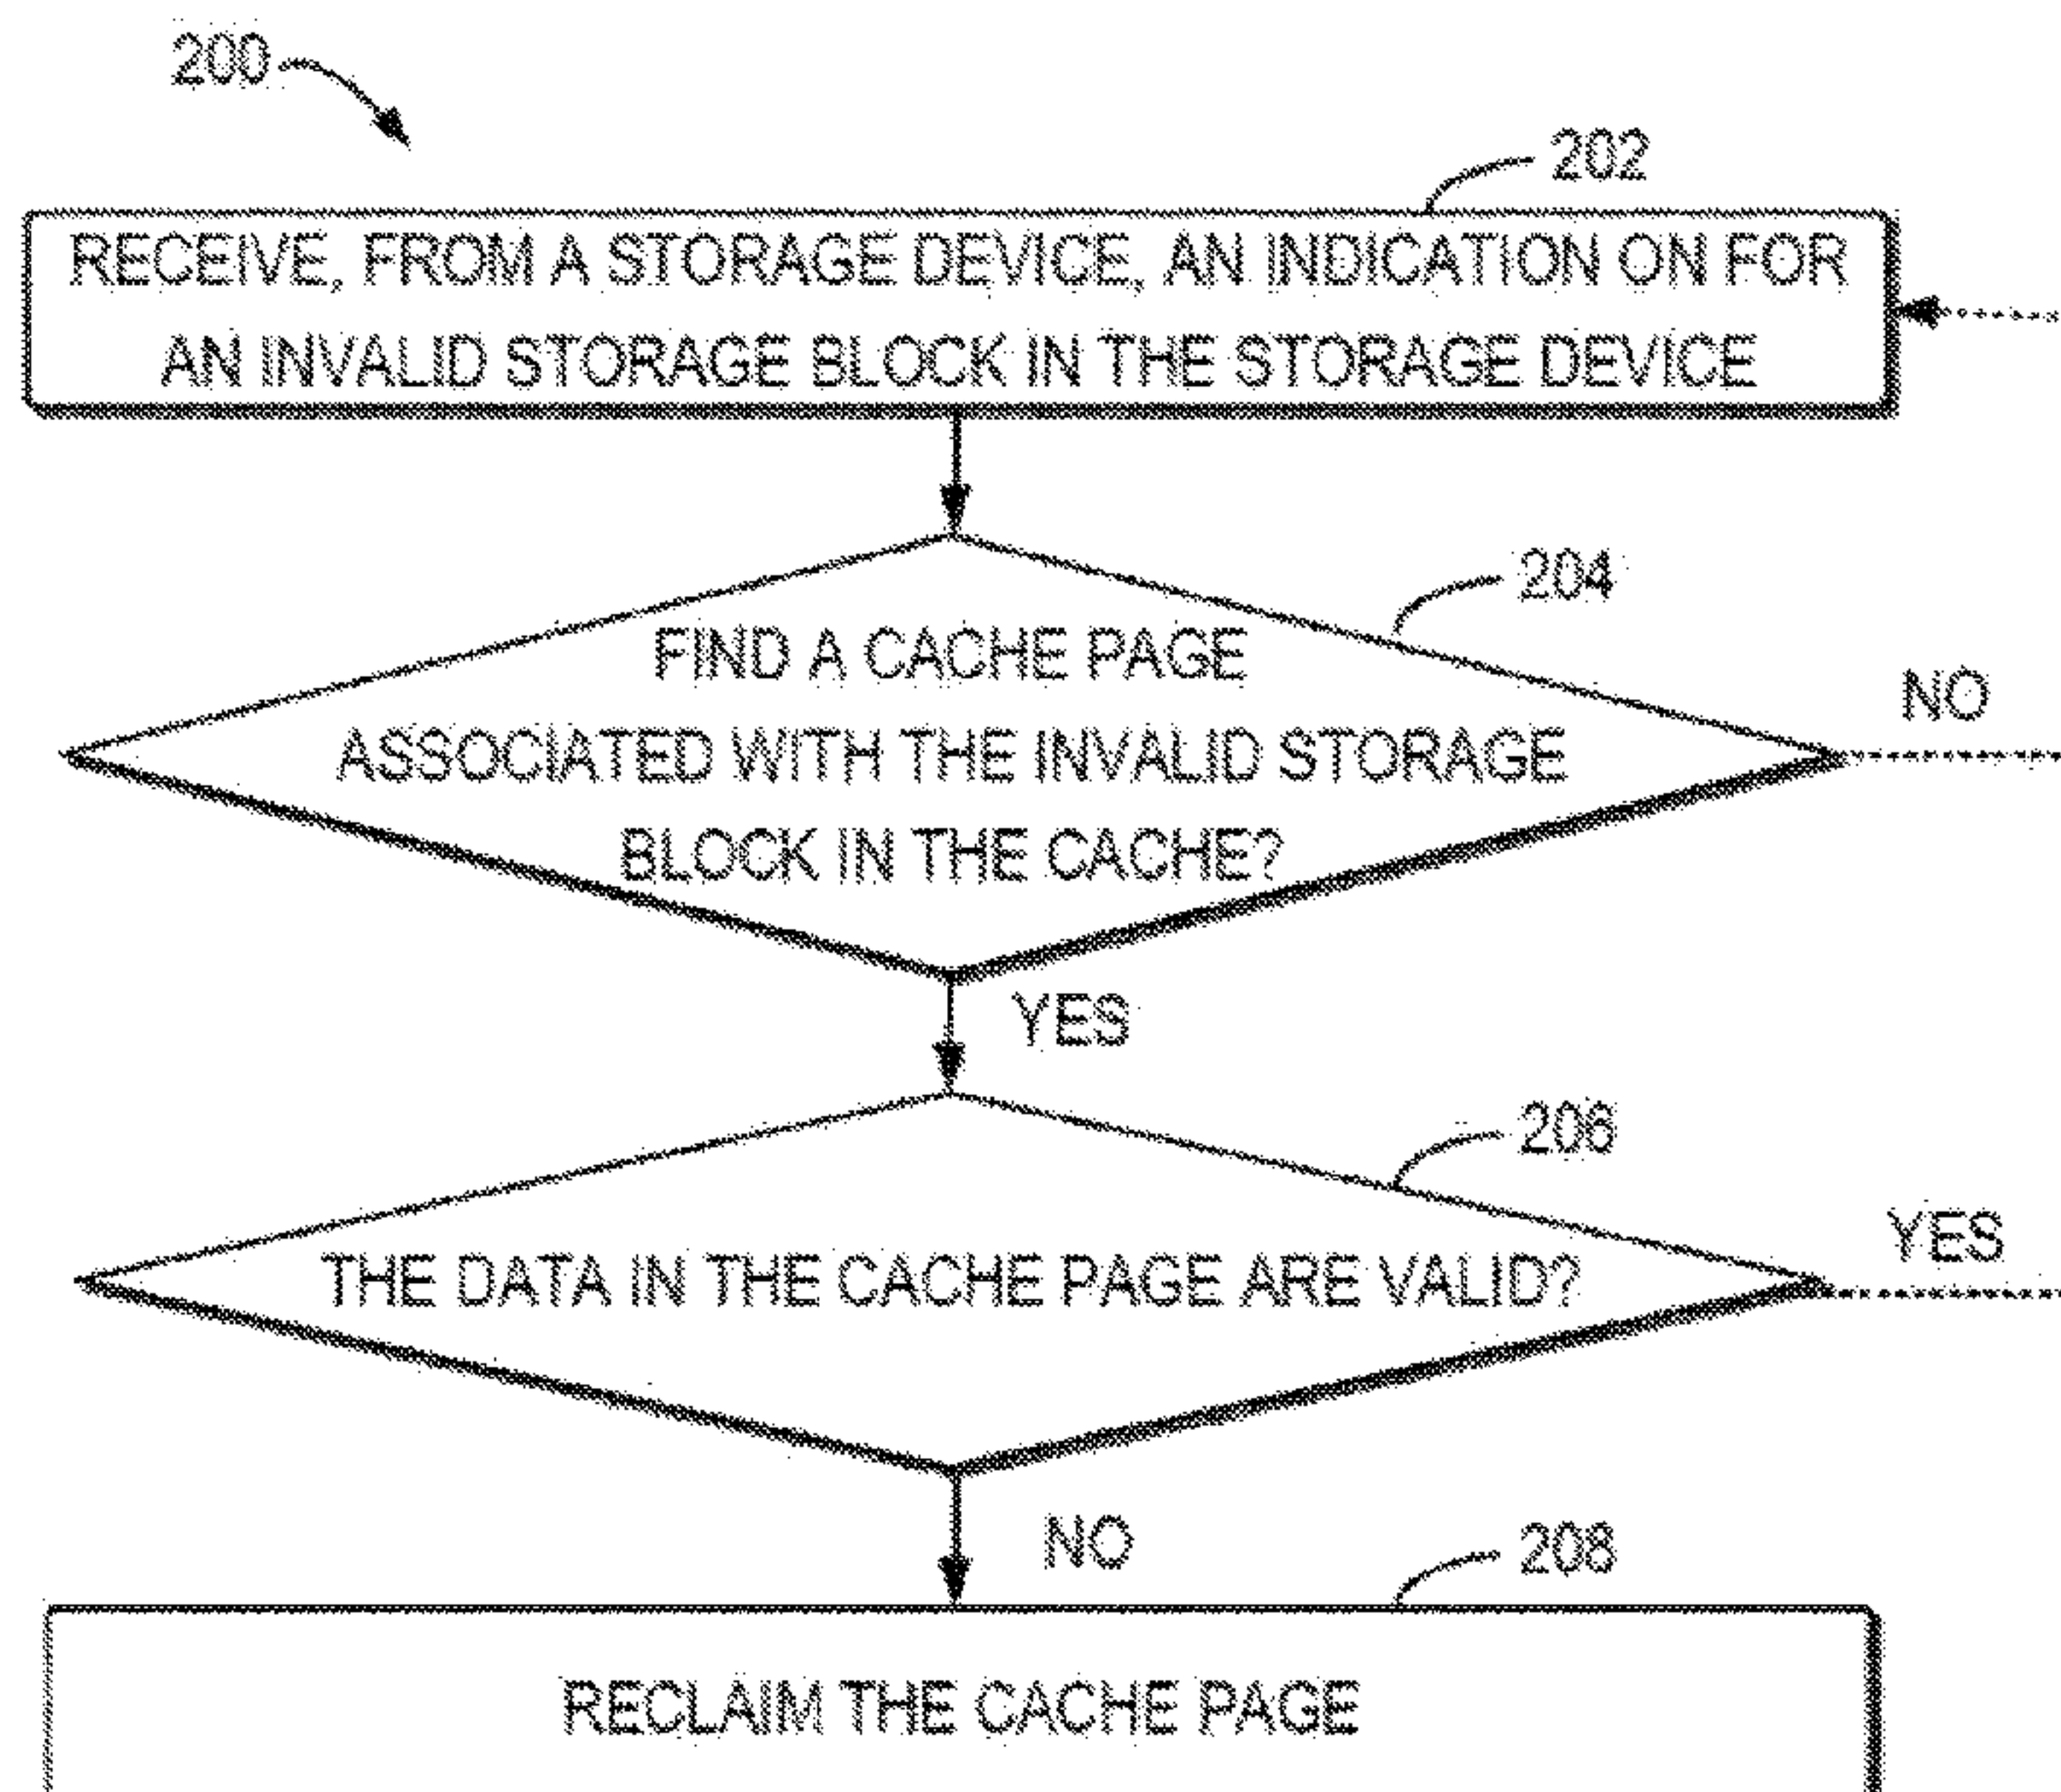 200
202
RECEIVE, FROM A STORAGE DEVICE, AN INDICATION ON FOR
AN INVALID STORAGE BLOCK IN THE STORAGE DEVICE
204
FIND A CACHE PAGE
NO
ASSOCIATED WITH THE INVALID STORAGE
BLOCK IN THE CACHE?
YES
206
YES
THE DATA IN THE CACHE PAGE ARE VALID?
NO
208
RECLAIM THE CACHE PAGE